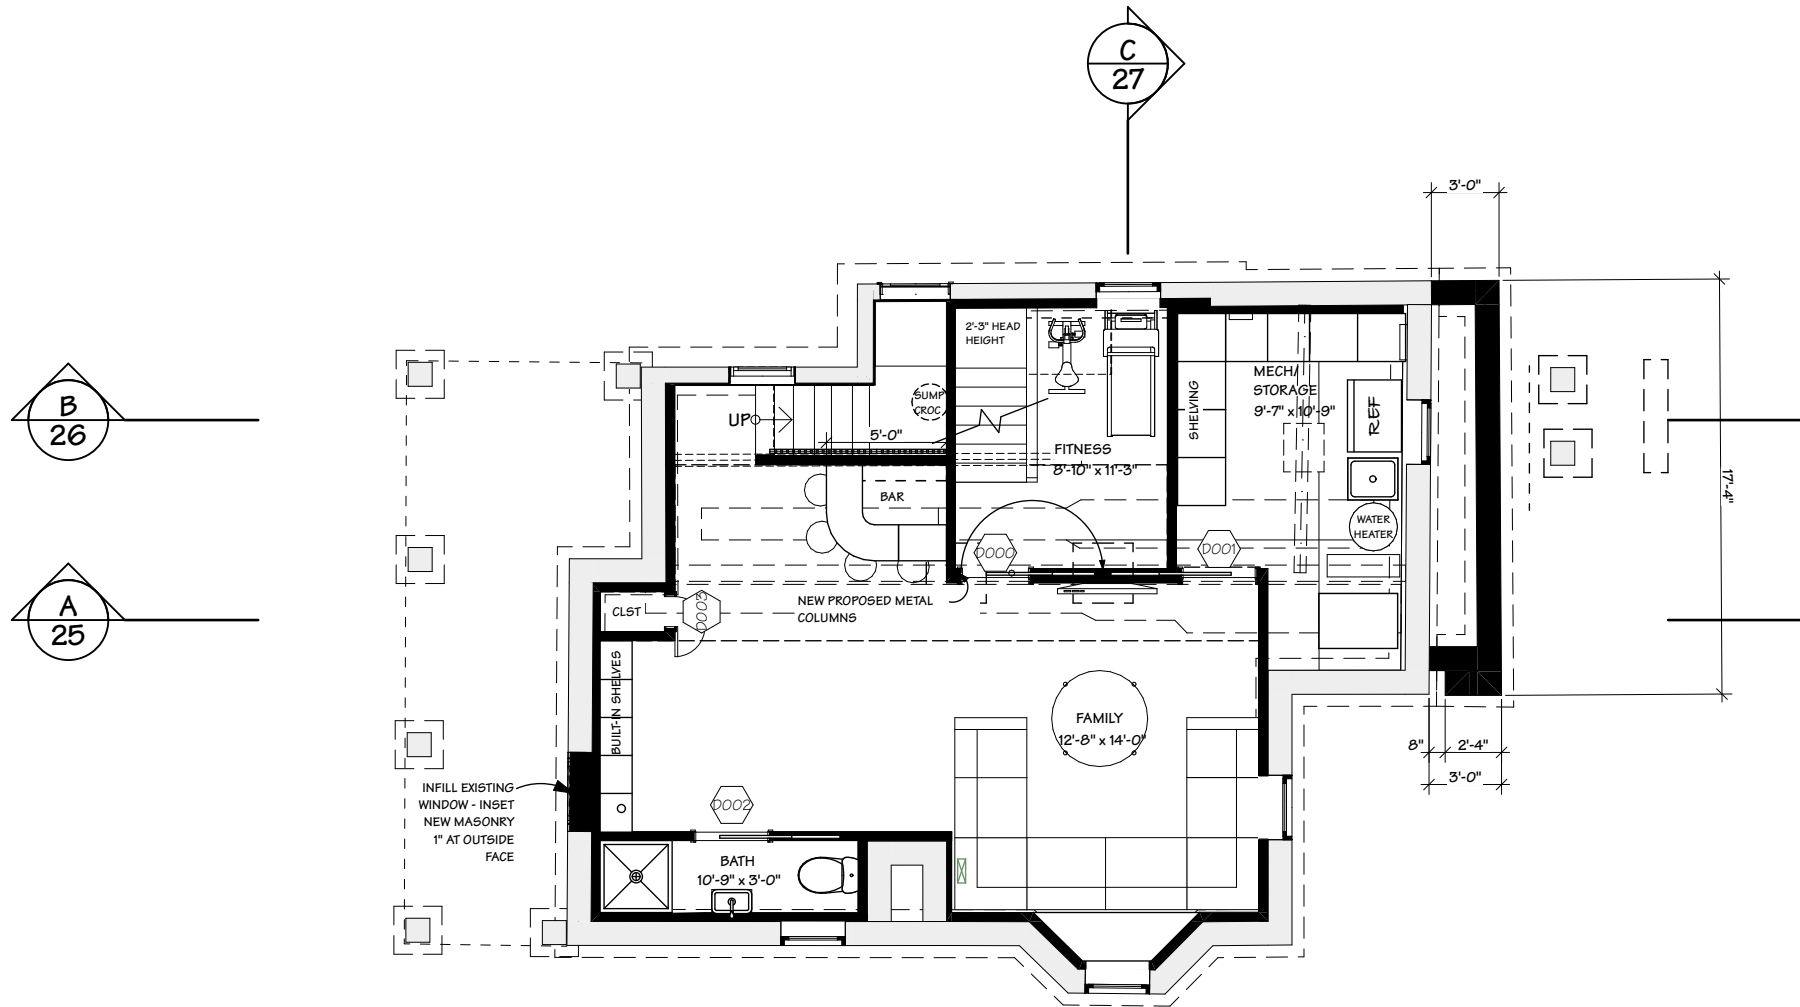 C
27
3'-0"
2'-3" HEAD
HEIGHT
MECH/
STORAGE
9'-7" x 10'-9"
SHELVING
REF
B
26
UP
SUMP
CROC
5'-0"
FITNESS
8'-10" x 11'-3"
BAR
WATER
HEATER
17'-4"
D000
D001
A
25
CLST
D003
NEW PROPOSED METAL
COLUMNS
BUILT-IN SHELVES
FAMILY
12'-8" x 14'-0"
8"
2'-4"
3'-0"
INFILL EXISTING
WINDOW - INSET
NEW MASONRY
1" AT OUTSIDE
FACE
D002
BATH
10'-9" x 3'-0"